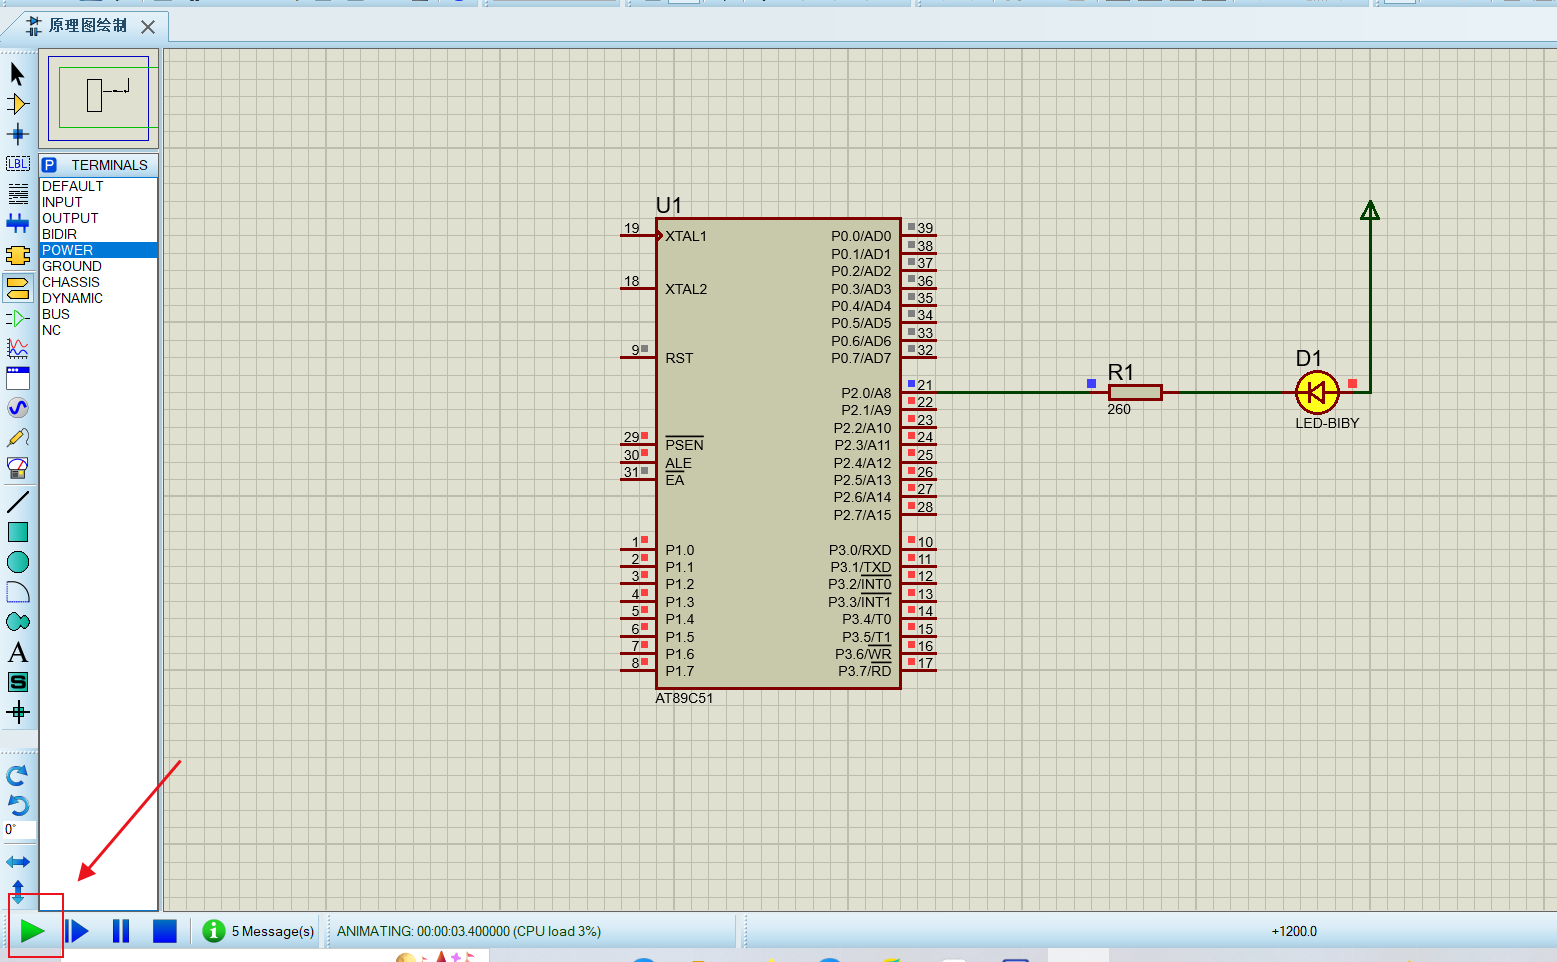 原理图绘制
LBL
P TERMINALS
DEFAULT
INPUT
OUTPUT
BIDIR
POWER
GROUND
CHASSIS
DYNAMIC
BUS
NC
A
S
0°
U1
19 XTAL1
18 XTAL2
9 RST
29 PSEN
30 ALE
31 EA
1 P1.0
2 P1.1
3 P1.2
4 P1.3
5 P1.4
6 P1.5
7 P1.6
8 P1.7
P0.0/AD0 39
P0.1/AD1 38
P0.2/AD2 37
P0.3/AD3 36
P0.4/AD4 35
P0.5/AD5 34
P0.6/AD6 33
P0.7/AD7 32
P2.0/A8 21
P2.1/A9 22
P2.2/A10 23
P2.3/A11 24
P2.4/A12 25
P2.5/A13 26
P2.6/A14 27
P2.7/A15 28
P3.0/RXD 10
P3.1/TXD 11
P3.2/INT0 12
P3.3/INT1 13
P3.4/T0 14
P3.5/T1 15
P3.6/WR 16
P3.7/RD 17
AT89C51
R1
260
D1
LED-BIBY
5 Message(s)
ANIMATING: 00:00:03.400000 (CPU load 3%)
+1200.0